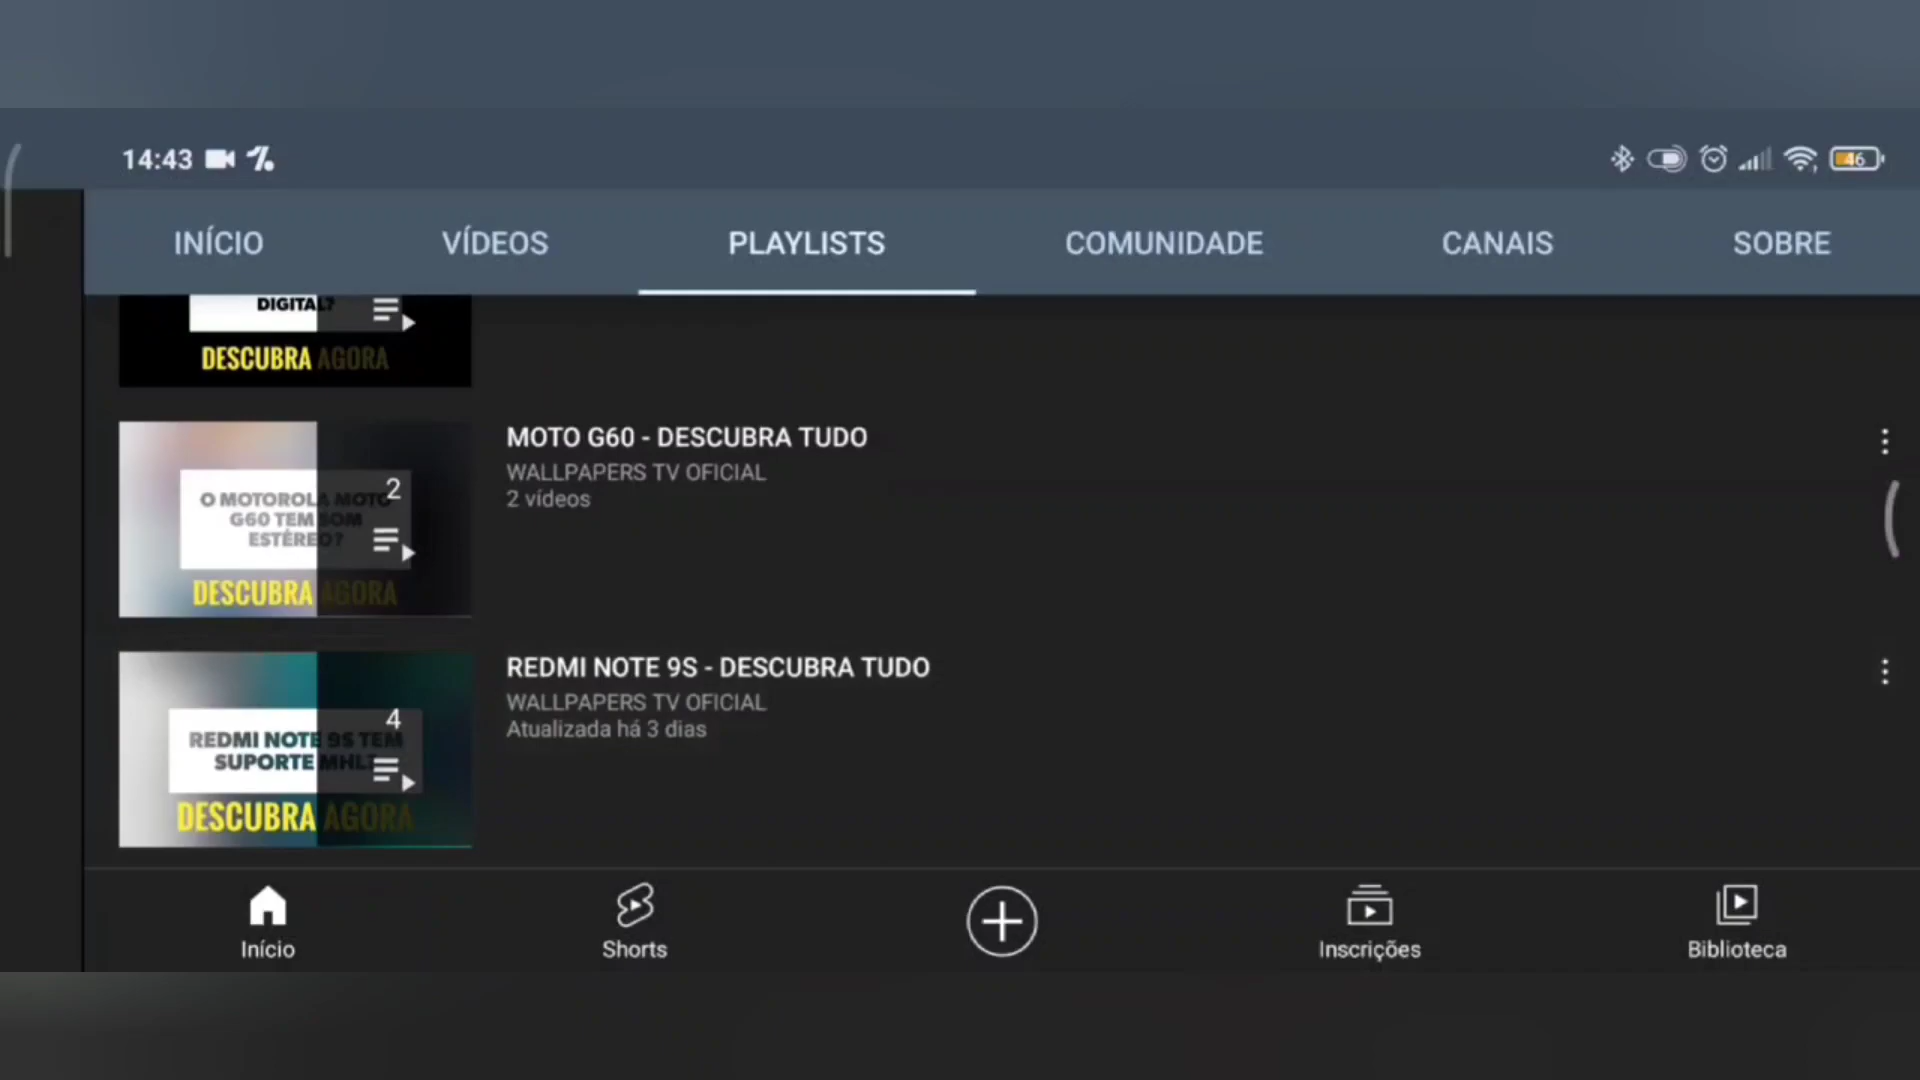 14:43
46
INÍCIO VÍDEOS PLAYLISTS COMUNIDADE CANAIS SOBRE
DIGITAL?
DESCUBRA AGORA
MOTO G60 - DESCUBRA TUDO
WALLPAPERS TV OFICIAL
2 vídeos
2
O MOTOROLA MOTO
G60 TEM SOM
ESTÉREO?
DESCUBRA AGORA
REDMI NOTE 9S - DESCUBRA TUDO
WALLPAPERS TV OFICIAL
Atualizada há 3 dias
4
REDMI NOTE 9S TEM
SUPORTE MHL?
DESCUBRA AGORA
Início Shorts Inscrições Biblioteca